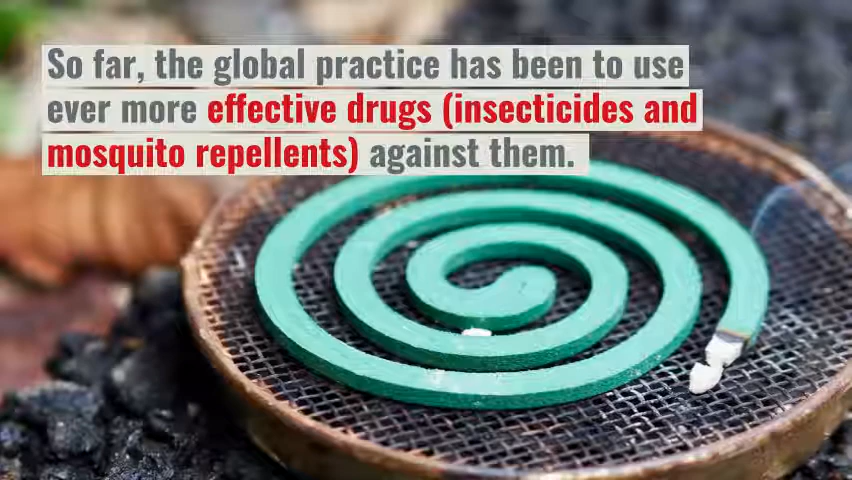 So far, the global practice has been to use
ever more effective drugs (insecticides and
mosquito repellents) against them.